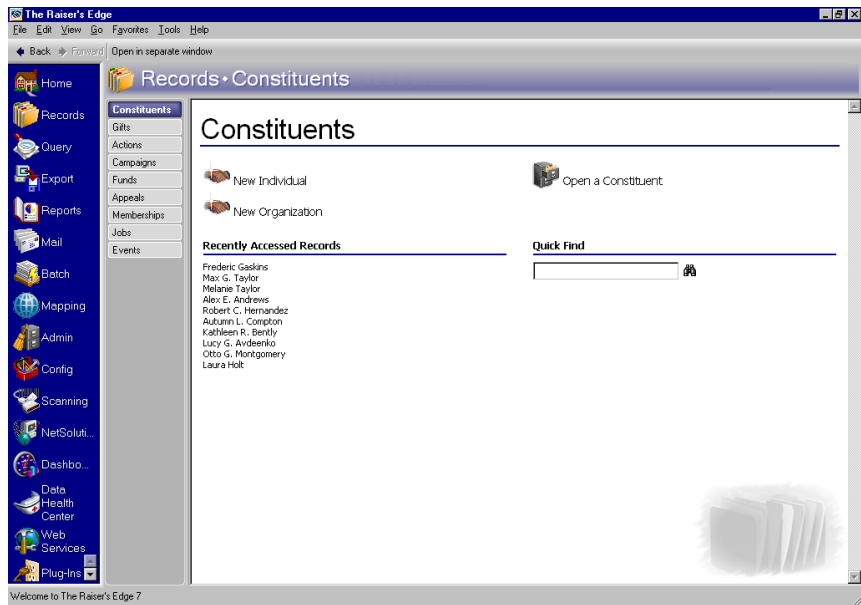 The Raiser's Edge
File Edit View Go Favorites Tools Help
Back Forward Open in separate window
Records • Constituents
Home
Records
Query
Export
Reports
Mail
Batch
Mapping
Admin
Config
Scanning
NetSoluti...
Dashbo...
Data
Health
Center
Web
Services
Plug-Ins
Constituents
Gifts
Actions
Campaigns
Funds
Appeals
Memberships
Jobs
Events
Constituents
New Individual
New Organization
Open a Constituent
Recently Accessed Records
Frederic Gaskins
Max G. Taylor
Melanie Taylor
Alex E. Andrews
Robert C. Hernandez
Autumn L. Compton
Kathleen R. Bently
Lucy G. Avdeenko
Otto G. Montgomery
Laura Holt
Quick Find
Welcome to The Raiser's Edge 7